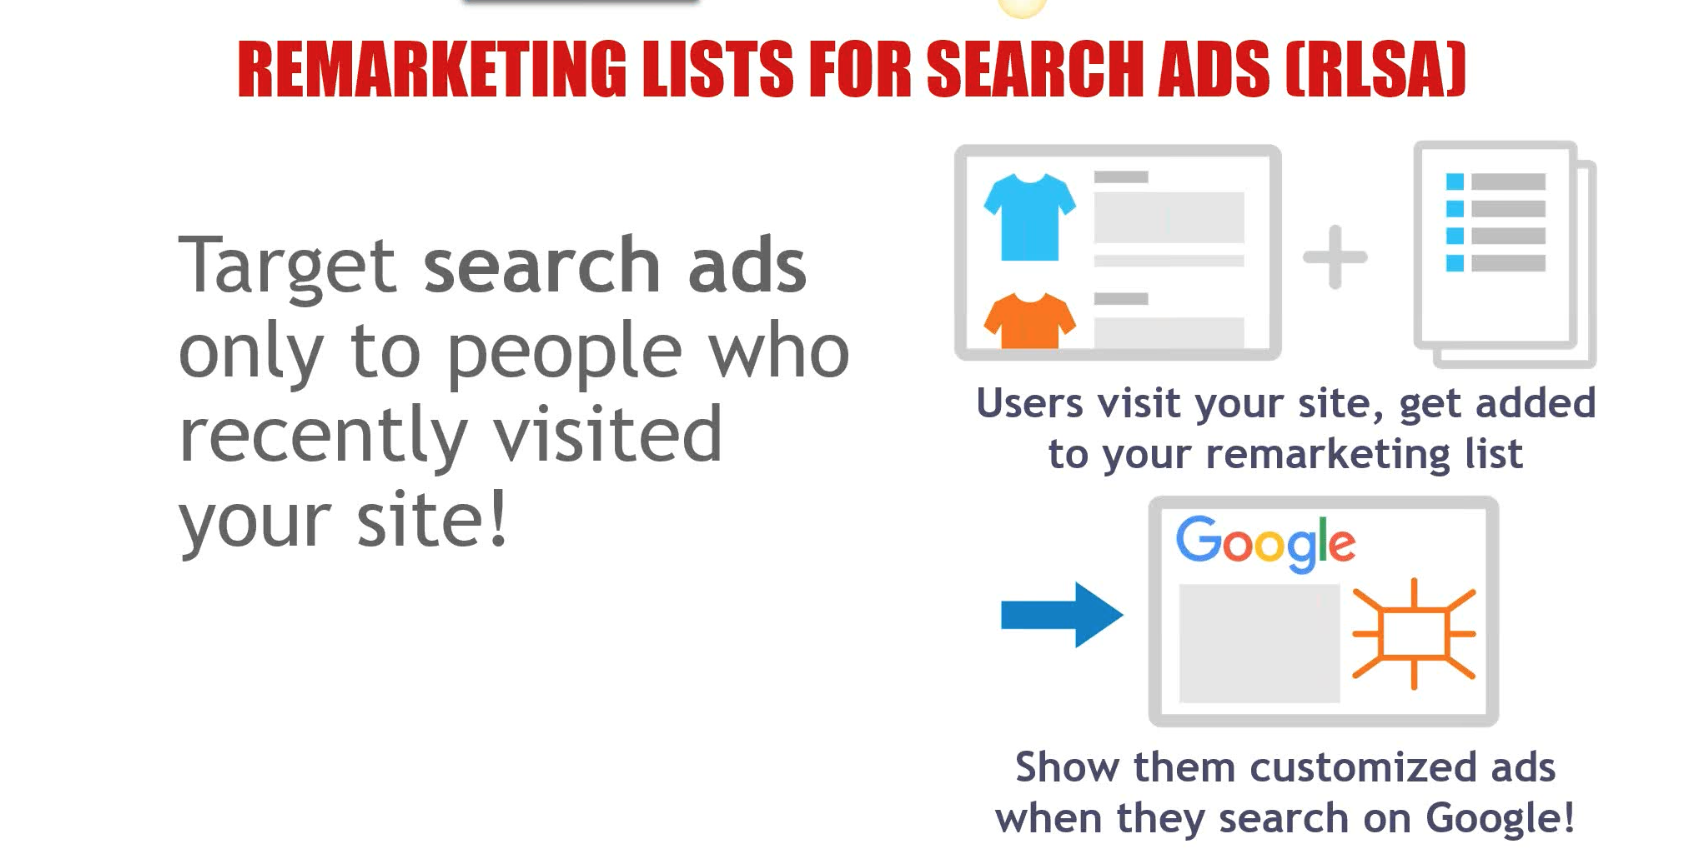 REMARKETING LISTS FOR SEARCH ADS (RLSA)
Target search ads
only to people who
recently visited
your site!
Users visit your site, get added
to your remarketing list
Google
Show them customized ads
when they search on Google!